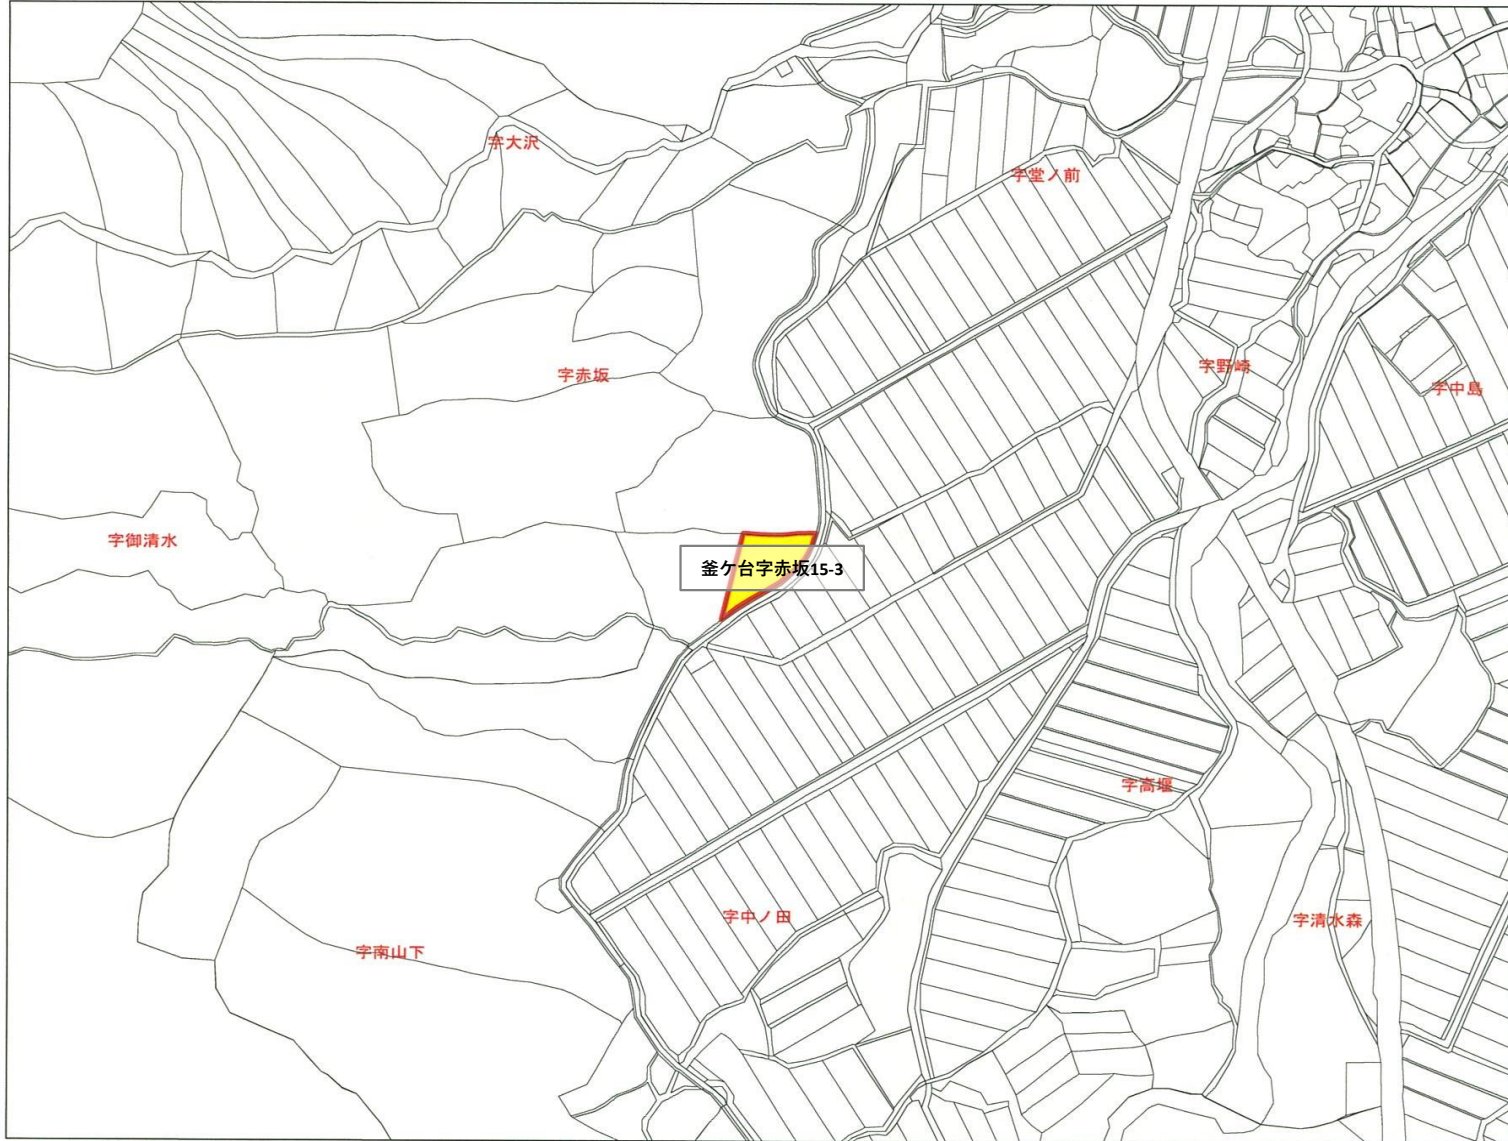 字大沢
字堂ノ前
字赤坂
字野崎
字中島
字御清水
釜ケ台字赤坂15-3
字高堰
字中ノ田
字清水森
字南山下